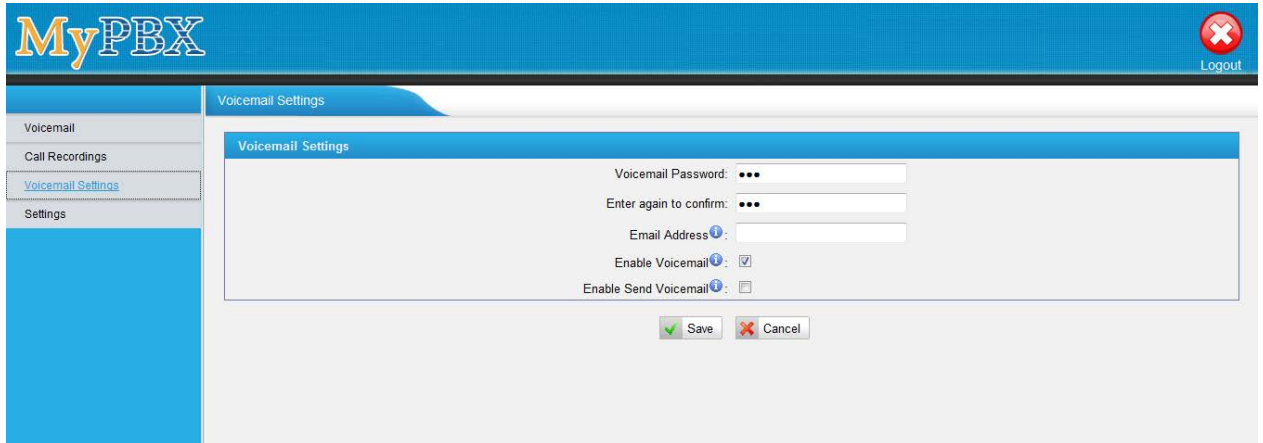 MyPBX
Logout
Voicemail Settings
Voicemail
Call Recordings
Voicemail Settings
Settings
Voicemail Settings
Voicemail Password:
Enter again to confirm:
Email Address i :
Enable Voicemail i :
Enable Send Voicemail i :
Save
Cancel